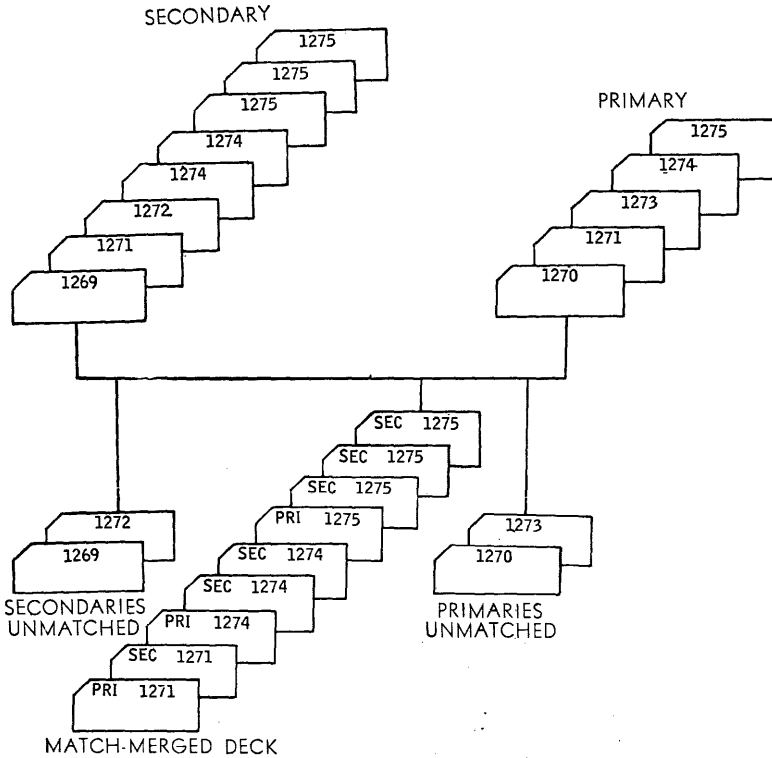 SECONDARY
1275
1275
1275
1274
1274
1272
1271
1269
PRIMARY
1275
1274
1273
1271
1270
SEC 1275
SEC 1275
SEC 1275
PRI 1275
SEC 1274
SEC 1274
PRI 1274
SEC 1271
PRI 1271
MATCH-MERGED DECK
1272
1269
SECONDARIES
UNMATCHED
1273
1270
PRIMARIES
UNMATCHED